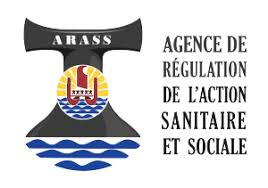 ARASS
AGENCE DE
RÉGULATION
DE L'ACTION
SANITAIRE
ET SOCIALE